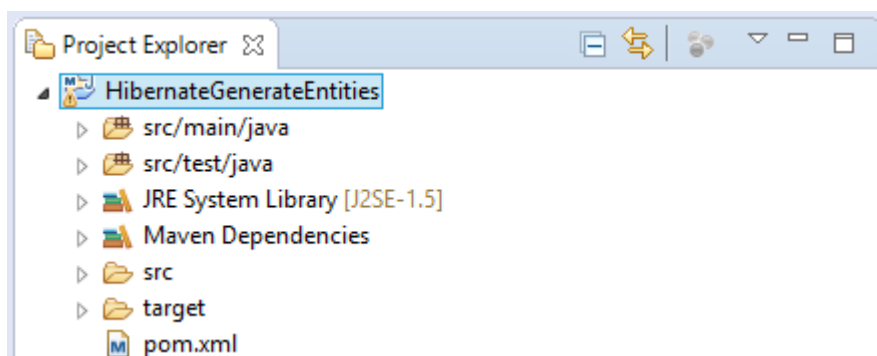 Project Explorer
HibernateGenerateEntities
src/main/java
src/test/java
JRE System Library [J2SE-1.5]
Maven Dependencies
src
target
pom.xml